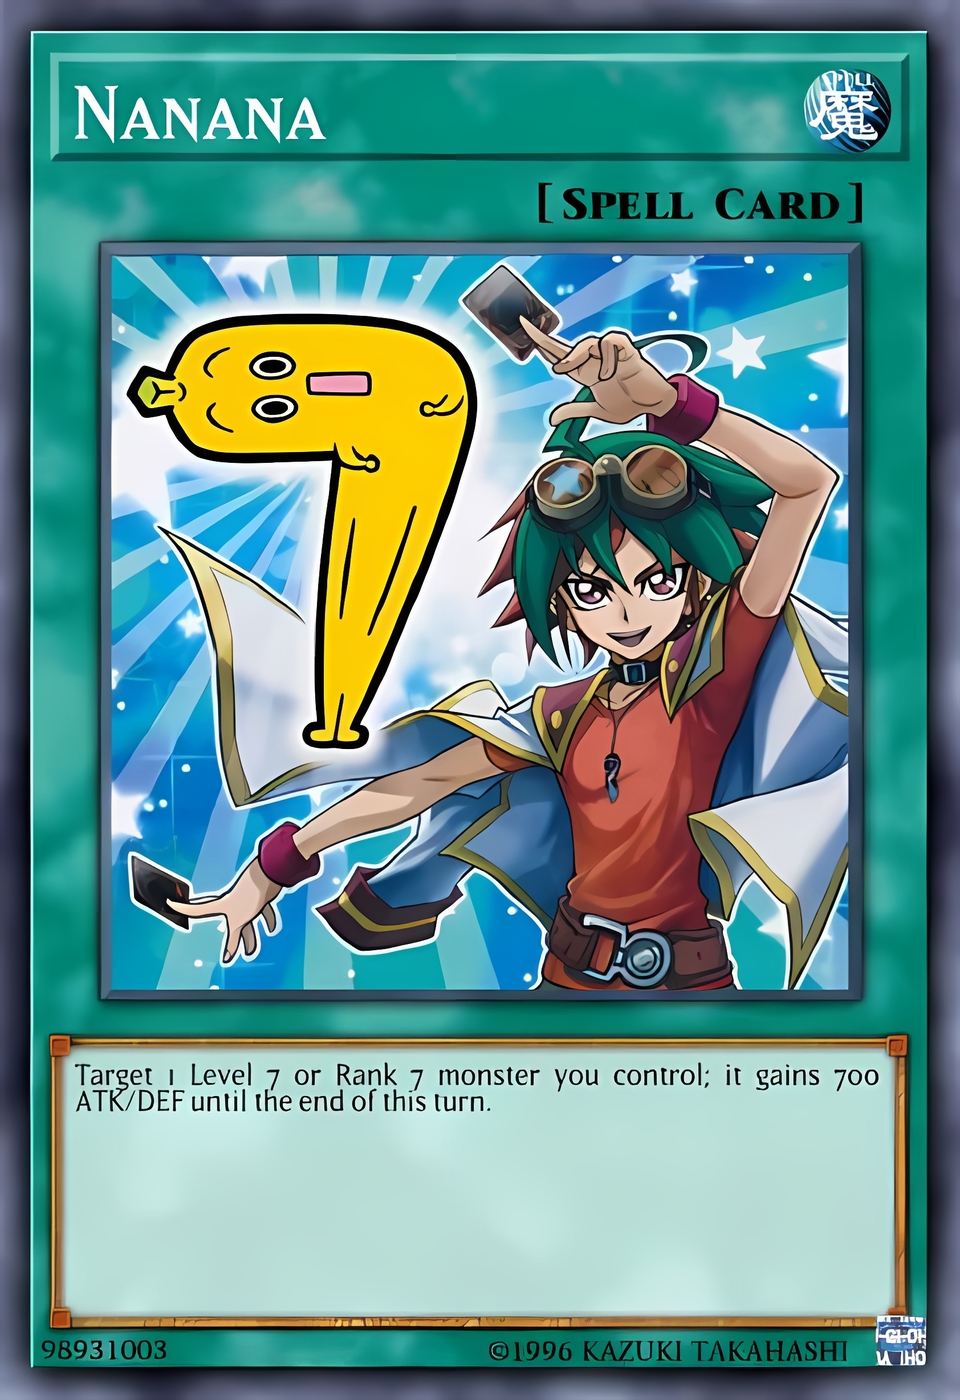 Nanana
魔
[Spell Card]
Target 1 Level 7 or Rank 7 monster you control; it gains 700
ATK/DEF until the end of this turn.
98931003
©1996 KAZUKI TAKAHASHI